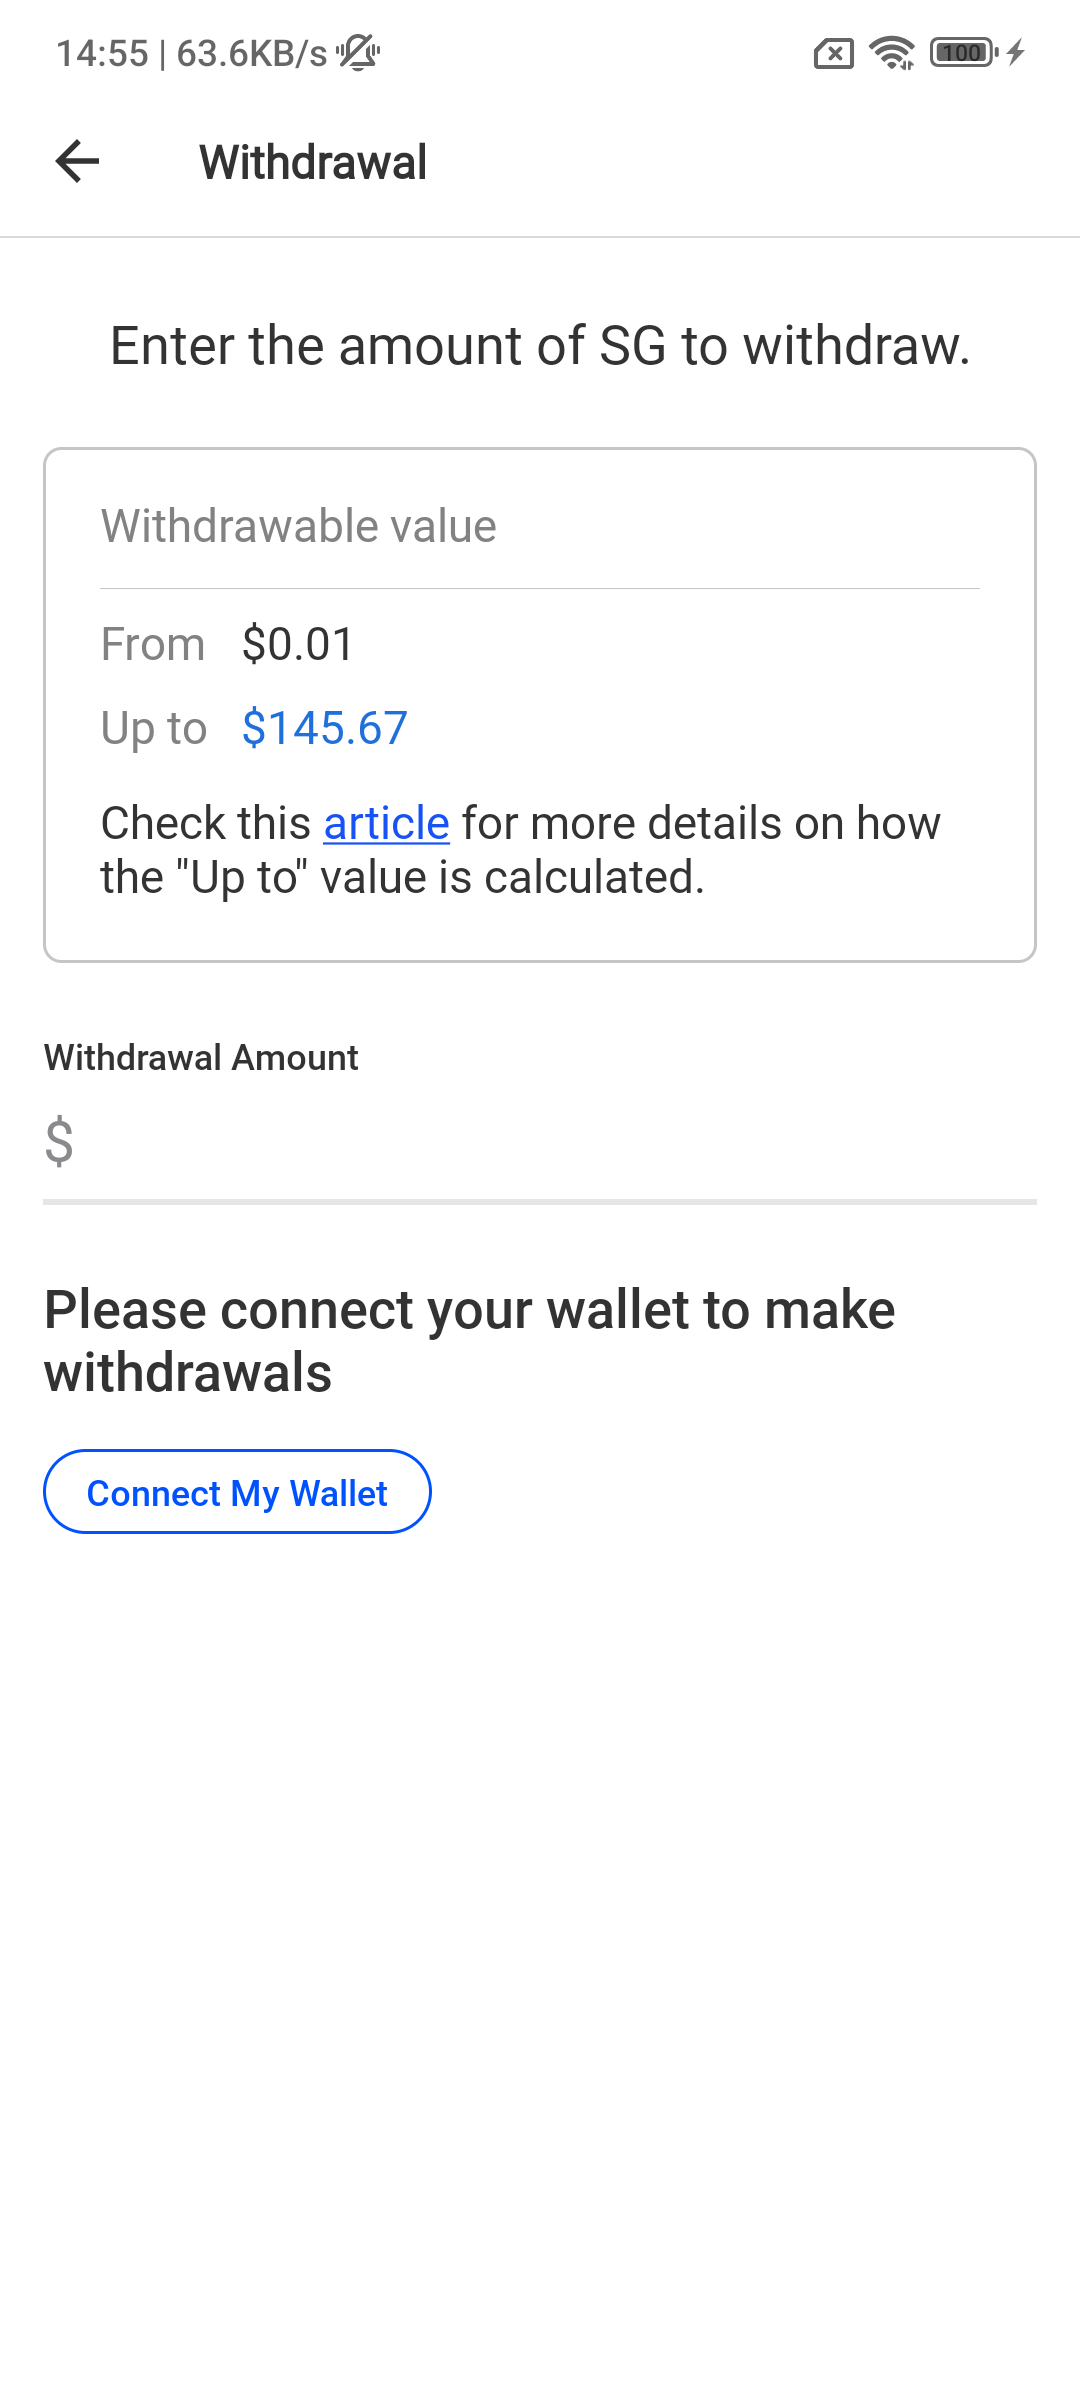 14:55 | 63.6KB/s
100
Withdrawal
Enter the amount of SG to withdraw.
Withdrawable value
From $0.01
Up to $145.67
Check this article for more details on how
the "Up to" value is calculated.
Withdrawal Amount
$
Please connect your wallet to make
withdrawals
Connect My Wallet